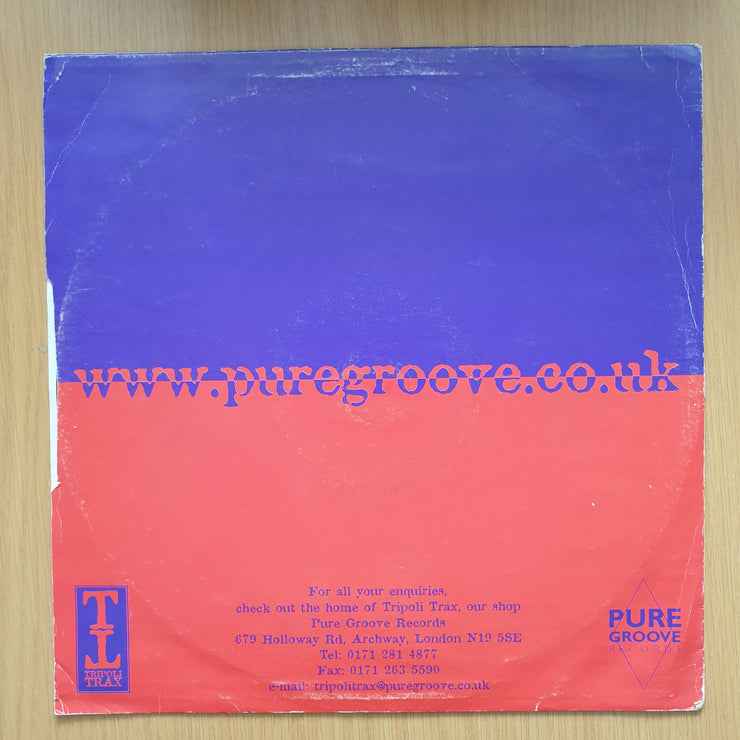 www.puregroove.co.uk
For all your enquiries,
check out the home of Tripoli Trax, our shop
Pure Groove Records
679 Holloway Rd, Archway, London N19 5SE
Tel: 0171 281 4877
Fax: 0171 263 5590
e-mail: tripolitrax@puregroove.co.uk
TT
TRIPOLI
TRAX
PURE
GROOVE
RECORDS